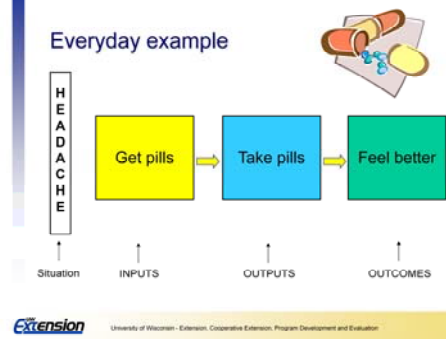 Everyday example
HEADACHE
Get pills
Take pills
Feel better
Situation
INPUTS
OUTPUTS
OUTCOMES
Extension
University of Wisconsin - Extension, Cooperative Extension, Program Development and Evaluation